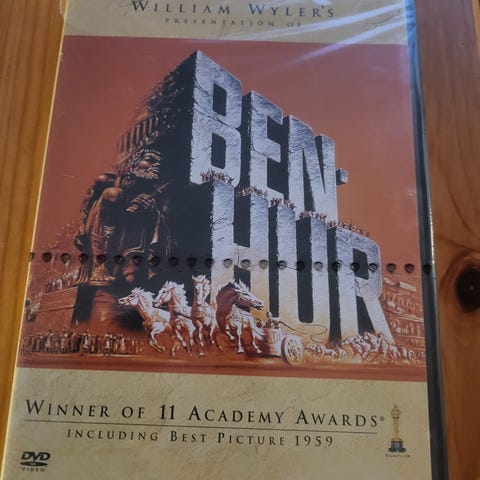 WILLIAM WYLER'S
PRESENTATION OF
BEN-
HUR
WINNER OF 11 ACADEMY AWARDS®
INCLUDING BEST PICTURE 1959
DVD
VIDEO